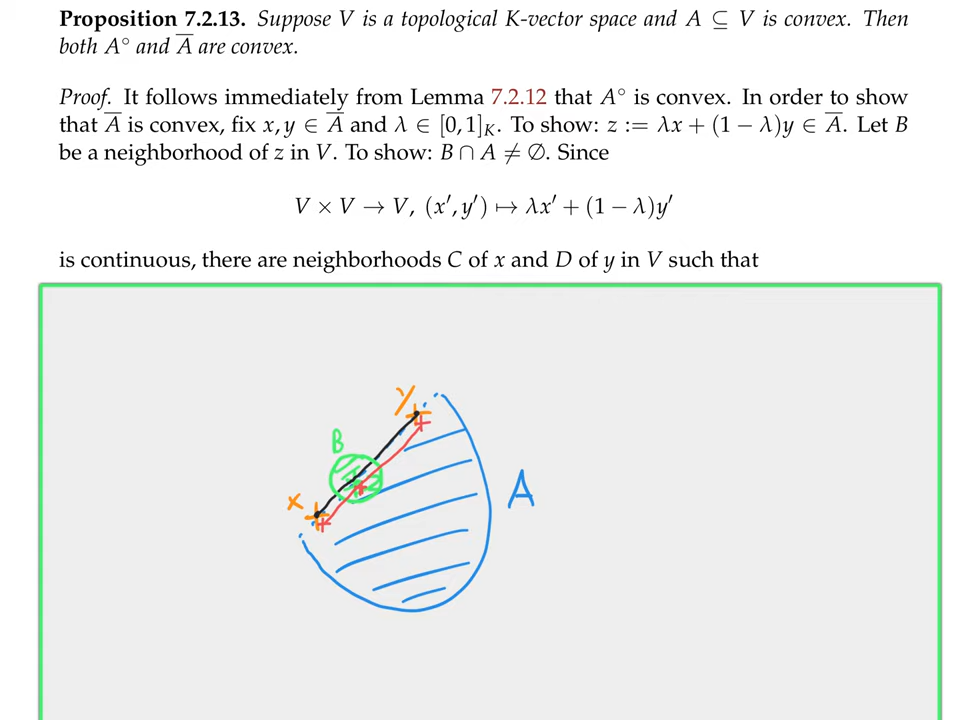 Proposition 7.2.13. Suppose V is a topological K-vector space and A ⊆ V is convex. Then
both A° and A̅ are convex.
Proof. It follows immediately from Lemma 7.2.12 that A° is convex. In order to show
that A̅ is convex, fix x, y ∈ A̅ and λ ∈ [0, 1]_K. To show: z := λx + (1 − λ)y ∈ A̅. Let B
be a neighborhood of z in V. To show: B ∩ A ≠ ∅. Since
V × V → V, (x′, y′) ↦ λx′ + (1 − λ)y′
is continuous, there are neighborhoods C of x and D of y in V such that
y
B
x
A